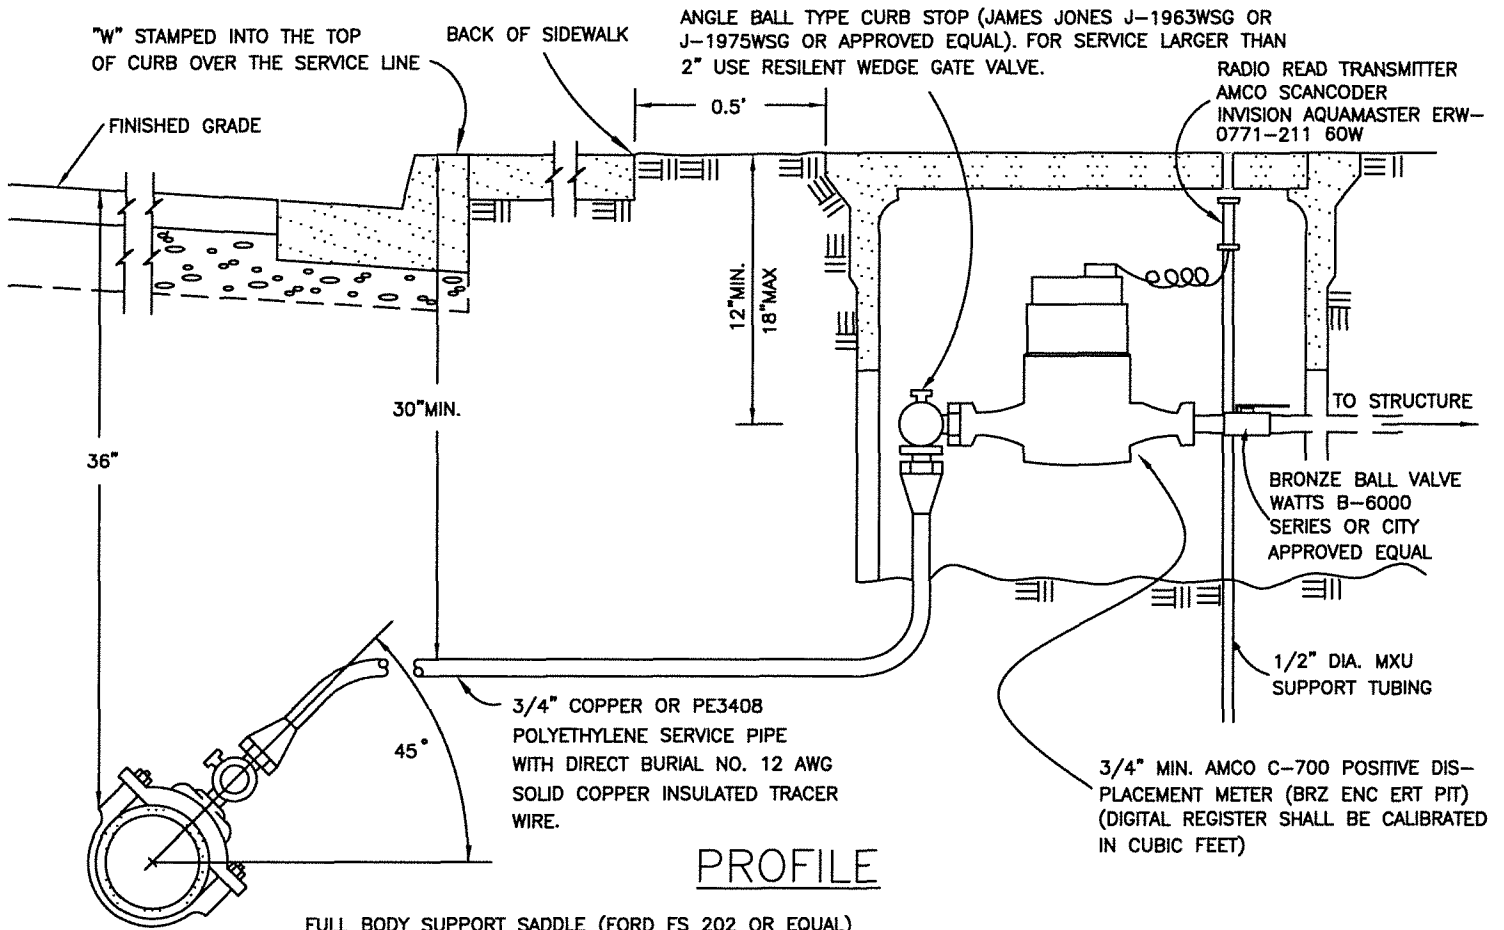 "W" STAMPED INTO THE TOP
OF CURB OVER THE SERVICE LINE
BACK OF SIDEWALK
ANGLE BALL TYPE CURB STOP (JAMES JONES J-1963WSG OR
J-1975WSG OR APPROVED EQUAL). FOR SERVICE LARGER THAN
2" USE RESILENT WEDGE GATE VALVE.
RADIO READ TRANSMITTER
AMCO SCANCODER
INVISION AQUAMASTER ERW-
0771-211 60W
0.5'
FINISHED GRADE
12"MIN.
18"MAX
30"MIN.
36"
TO STRUCTURE
BRONZE BALL VALVE
WATTS B-6000
SERIES OR CITY
APPROVED EQUAL
1/2" DIA. MXU
SUPPORT TUBING
3/4" COPPER OR PE3408
POLYETHYLENE SERVICE PIPE
WITH DIRECT BURIAL NO. 12 AWG
SOLID COPPER INSULATED TRACER
WIRE.
45°
3/4" MIN. AMCO C-700 POSITIVE DIS-
PLACEMENT METER (BRZ ENC ERT PIT)
(DIGITAL REGISTER SHALL BE CALIBRATED
IN CUBIC FEET)
PROFILE
FULL BODY SUPPORT SADDLE (FORD FS 202 OR EQUAL)